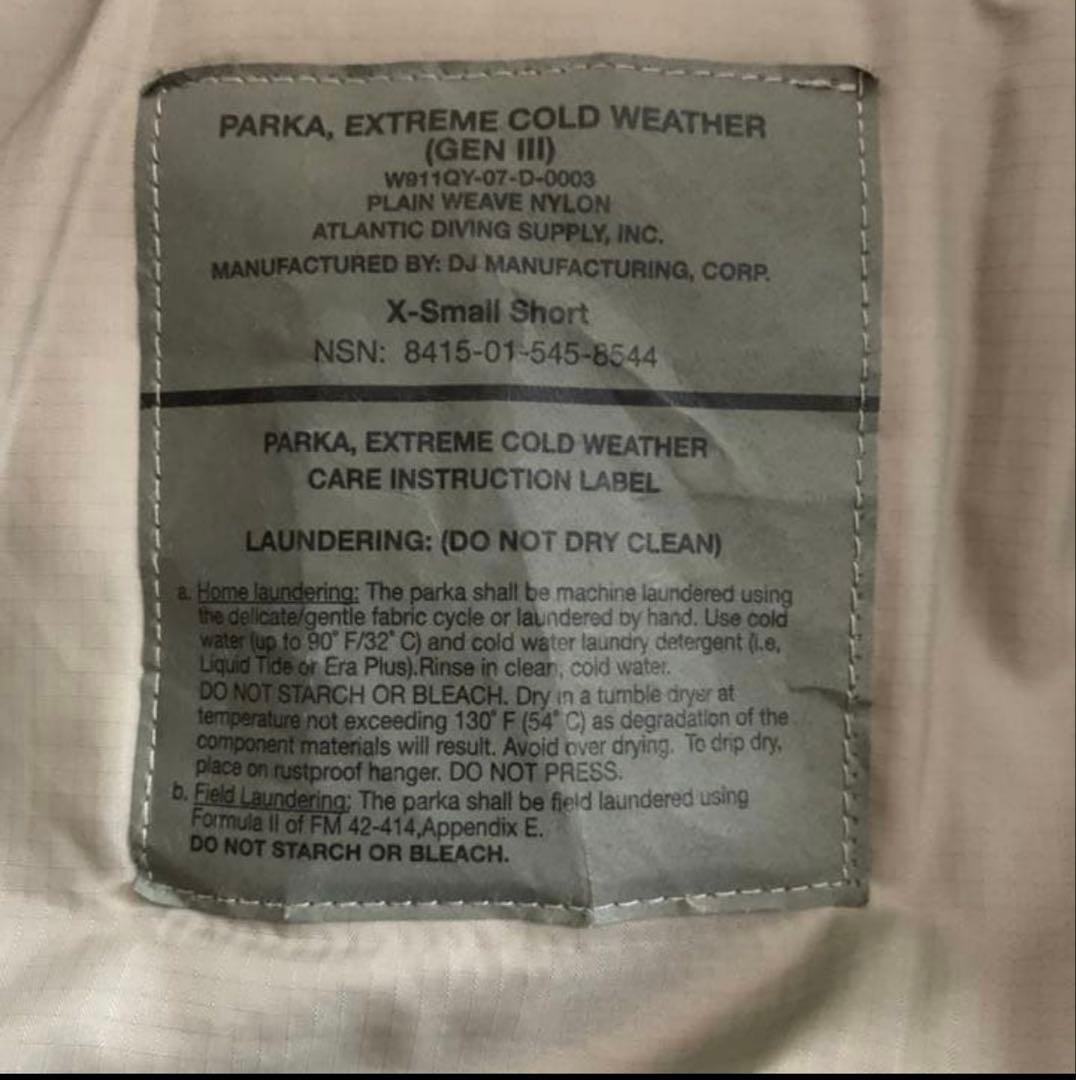 PARKA, EXTREME COLD WEATHER
(GEN III)
W911QY-07-D-0003
PLAIN WEAVE NYLON
ATLANTIC DIVING SUPPLY, INC.
MANUFACTURED BY: DJ MANUFACTURING, CORP.
X-Small Short
NSN: 8415-01-545-8544
PARKA, EXTREME COLD WEATHER
CARE INSTRUCTION LABEL
LAUNDERING: (DO NOT DRY CLEAN)
a. Home laundering: The parka shall be machine laundered using
the delicate/gentle fabric cycle or laundered by hand. Use cold
water (up to 90° F/32° C) and cold water laundry detergent (i.e,
Liquid Tide or Era Plus).Rinse in clean, cold water.
DO NOT STARCH OR BLEACH. Dry in a tumble dryer at
temperature not exceeding 130° F (54° C) as degradation of the
component materials will result. Avoid over drying. To drip dry,
place on rustproof hanger. DO NOT PRESS.
b. Field Laundering: The parka shall be field laundered using
Formula II of FM 42-414,Appendix E.
DO NOT STARCH OR BLEACH.